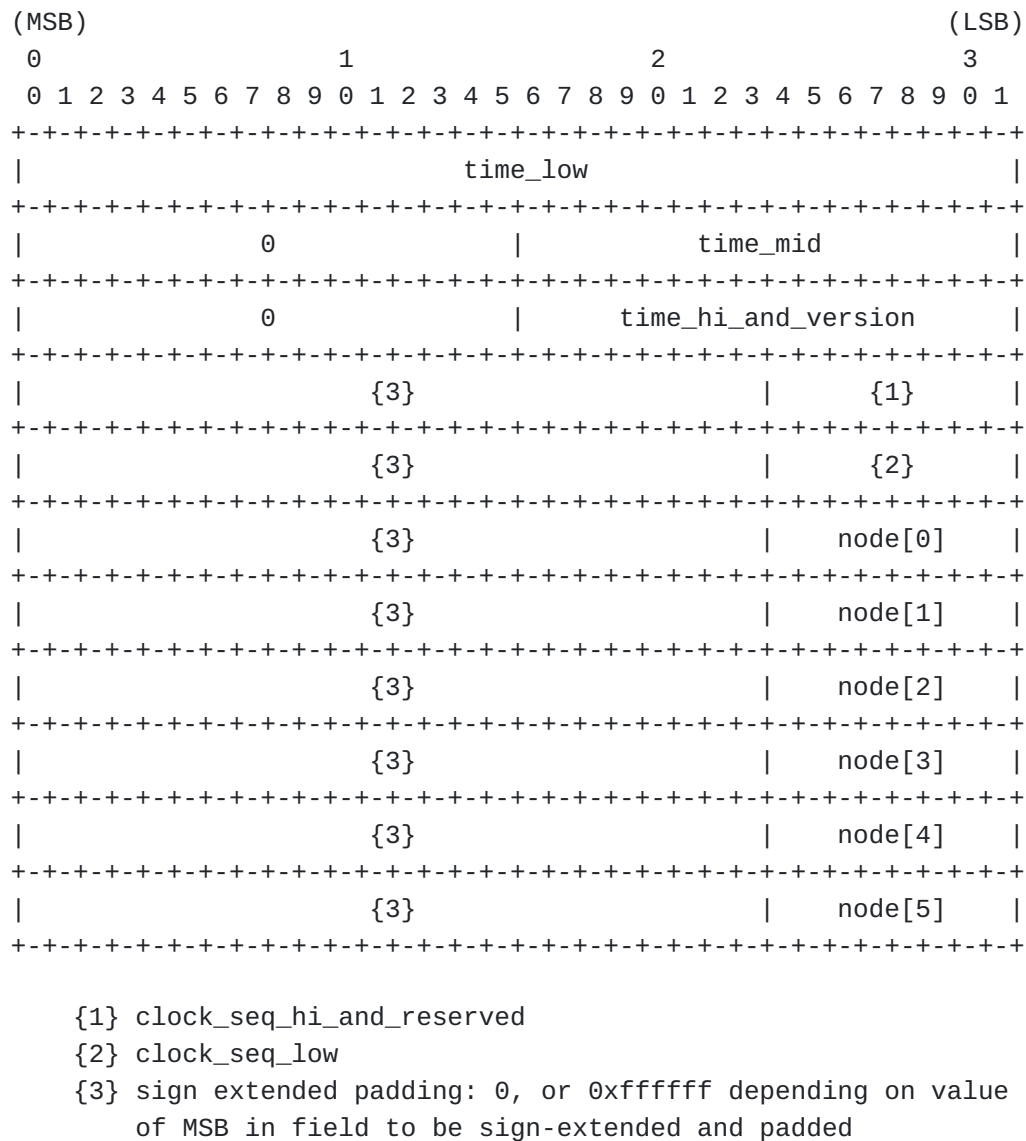 (MSB)                                                       (LSB)
 0                   1                   2                   3
 0 1 2 3 4 5 6 7 8 9 0 1 2 3 4 5 6 7 8 9 0 1 2 3 4 5 6 7 8 9 0 1
+-+-+-+-+-+-+-+-+-+-+-+-+-+-+-+-+-+-+-+-+-+-+-+-+-+-+-+-+-+-+-+-+
|                            time_low                           |
+-+-+-+-+-+-+-+-+-+-+-+-+-+-+-+-+-+-+-+-+-+-+-+-+-+-+-+-+-+-+-+-+
|               0               |           time_mid            |
+-+-+-+-+-+-+-+-+-+-+-+-+-+-+-+-+-+-+-+-+-+-+-+-+-+-+-+-+-+-+-+-+
|               0               |      time_hi_and_version      |
+-+-+-+-+-+-+-+-+-+-+-+-+-+-+-+-+-+-+-+-+-+-+-+-+-+-+-+-+-+-+-+-+
|                      {3}                      |      {1}      |
+-+-+-+-+-+-+-+-+-+-+-+-+-+-+-+-+-+-+-+-+-+-+-+-+-+-+-+-+-+-+-+-+
|                      {3}                      |      {2}      |
+-+-+-+-+-+-+-+-+-+-+-+-+-+-+-+-+-+-+-+-+-+-+-+-+-+-+-+-+-+-+-+-+
|                      {3}                      |    node[0]    |
+-+-+-+-+-+-+-+-+-+-+-+-+-+-+-+-+-+-+-+-+-+-+-+-+-+-+-+-+-+-+-+-+
|                      {3}                      |    node[1]    |
+-+-+-+-+-+-+-+-+-+-+-+-+-+-+-+-+-+-+-+-+-+-+-+-+-+-+-+-+-+-+-+-+
|                      {3}                      |    node[2]    |
+-+-+-+-+-+-+-+-+-+-+-+-+-+-+-+-+-+-+-+-+-+-+-+-+-+-+-+-+-+-+-+-+
|                      {3}                      |    node[3]    |
+-+-+-+-+-+-+-+-+-+-+-+-+-+-+-+-+-+-+-+-+-+-+-+-+-+-+-+-+-+-+-+-+
|                      {3}                      |    node[4]    |
+-+-+-+-+-+-+-+-+-+-+-+-+-+-+-+-+-+-+-+-+-+-+-+-+-+-+-+-+-+-+-+-+
|                      {3}                      |    node[5]    |
+-+-+-+-+-+-+-+-+-+-+-+-+-+-+-+-+-+-+-+-+-+-+-+-+-+-+-+-+-+-+-+-+

    {1} clock_seq_hi_and_reserved
    {2} clock_seq_low
    {3} sign extended padding: 0, or 0xffffff depending on value
        of MSB in field to be sign-extended and padded